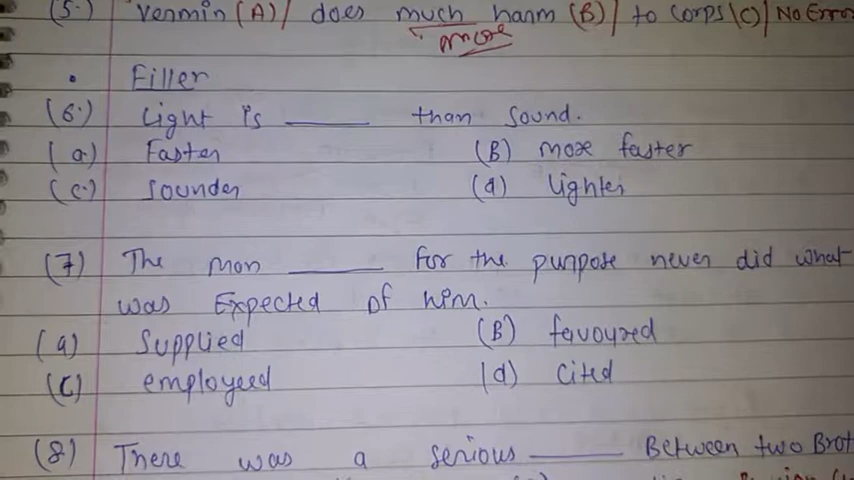 (5.) vermin (A)/ does much harm (B)/ to corps (C)/ No Error
more
• Filler
(6.) Light is ______ than sound.
(a) Faster (B) more faster
(c.) sounder (d) lighter
(7) The man ______ for the purpose never did what
was Expected of him.
(a) Supplied (B) favoured
(C) employeed (d) cited
(8) There was a serious ______ Between two Brot